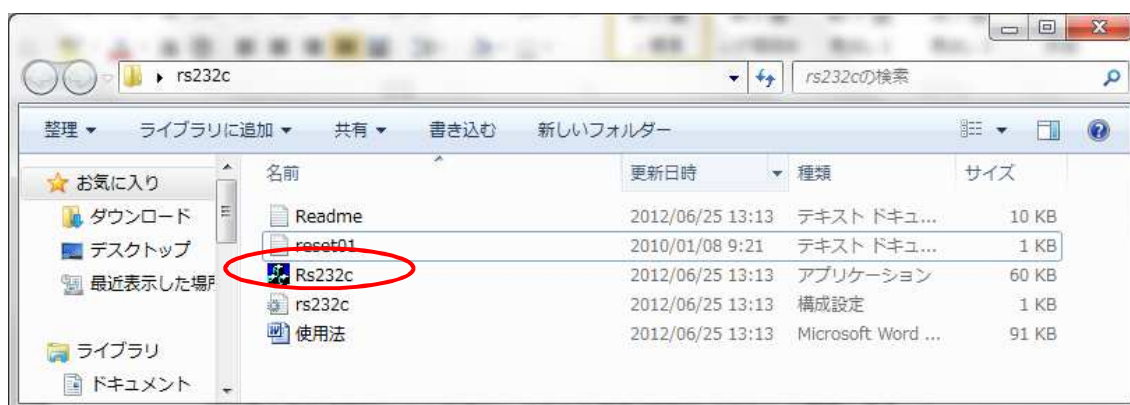 rs232c
rs232cの検索
整理 ライブラリに追加 共有 書き込む 新しいフォルダー
お気に入り
ダウンロード
デスクトップ
最近表示した場所
ライブラリ
ドキュメント
名前 更新日時 種類 サイズ
Readme 2012/06/25 13:13 テキスト ドキュ... 10 KB
reset01 2010/01/08 9:21 テキスト ドキュ... 1 KB
Rs232c 2012/06/25 13:13 アプリケーション 60 KB
rs232c 2012/06/25 13:13 構成設定 1 KB
使用法 2012/06/25 13:13 Microsoft Word ... 91 KB